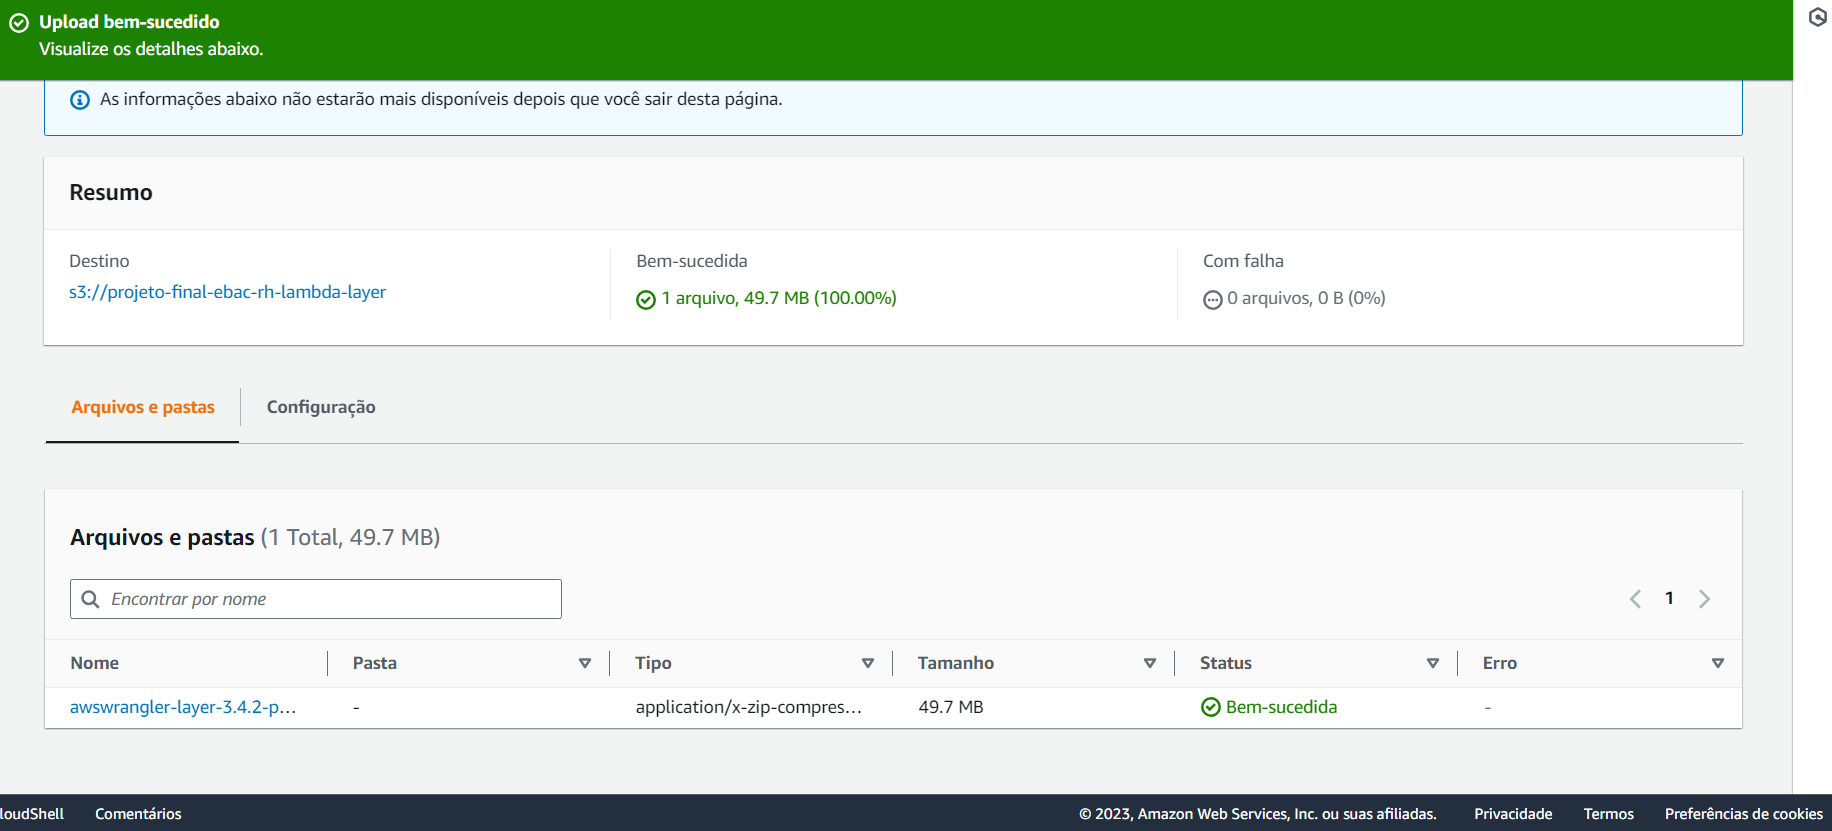 Upload bem-sucedido
Visualize os detalhes abaixo.
As informações abaixo não estarão mais disponíveis depois que você sair desta página.
Resumo
Destino
s3://projeto-final-ebac-rh-lambda-layer
Bem-sucedida
1 arquivo, 49.7 MB (100.00%)
Com falha
0 arquivos, 0 B (0%)
Arquivos e pastas
Configuração
Arquivos e pastas (1 Total, 49.7 MB)
Encontrar por nome
1
Nome Pasta Tipo Tamanho Status Erro
awswrangler-layer-3.4.2-p... - application/x-zip-compres... 49.7 MB Bem-sucedida -
loudShell Comentários © 2023, Amazon Web Services, Inc. ou suas afiliadas. Privacidade Termos Preferências de cookies